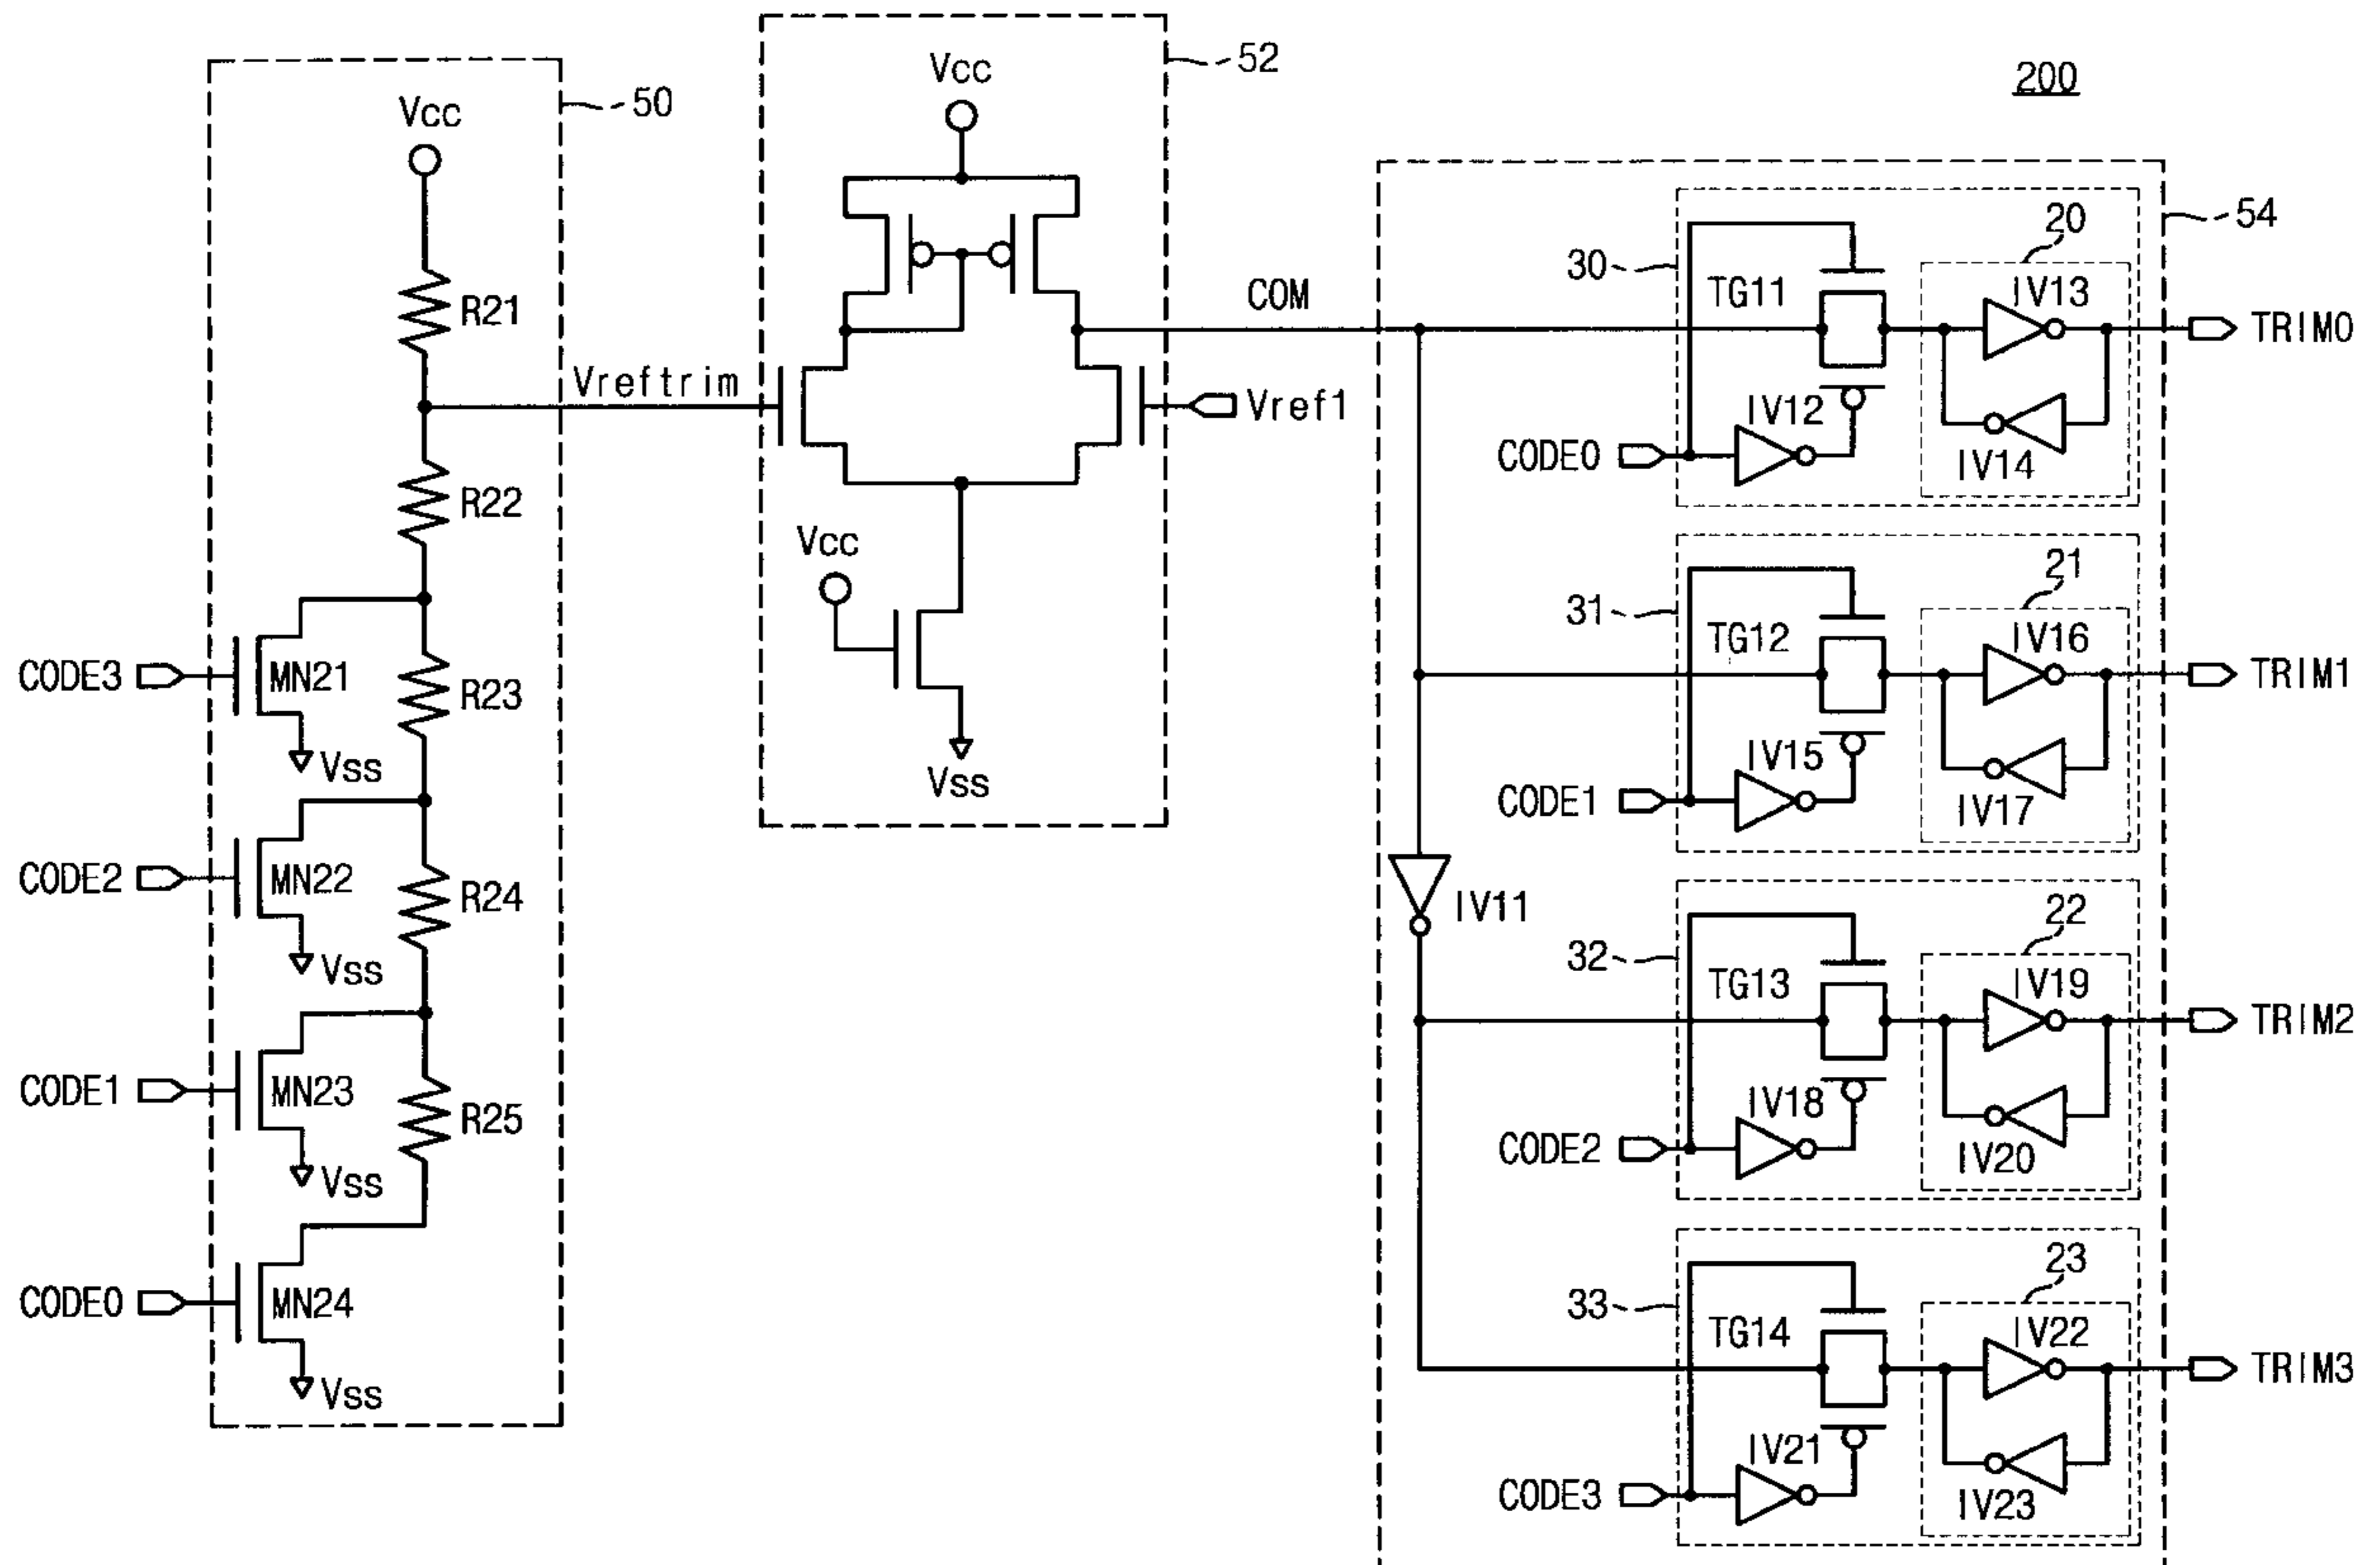 200
50
Vcc
R21
Vreftrim
R22
CODE3
MN21
Vss
R23
CODE2
MN22
Vss
R24
CODE1
MN23
Vss
R25
CODE0
MN24
Vss
52
Vcc
COM
Vref1
Vcc
Vss
54
IV11
30
20
TG11
IV13
TRIM0
IV12
IV14
CODE0
31
21
TG12
IV16
TRIM1
IV15
IV17
CODE1
32
22
TG13
IV19
TRIM2
IV18
IV20
CODE2
33
23
TG14
IV22
TRIM3
IV21
IV23
CODE3